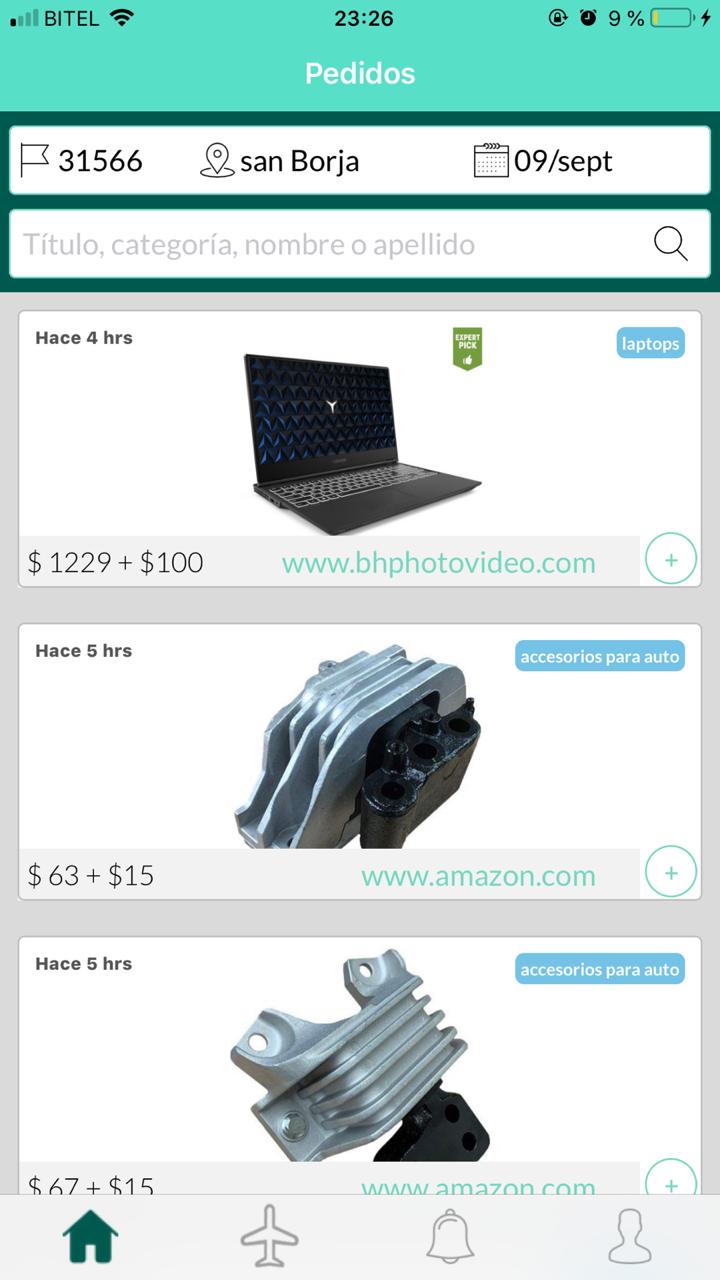 BITEL 23:26 9 %
Pedidos
31566 san Borja 09/sept
Título, categoría, nombre o apellido
Hace 4 hrs
EXPERT
PICK
laptops
$ 1229 + $100 www.bhphotovideo.com +
Hace 5 hrs
accesorios para auto
$ 63 + $15 www.amazon.com +
Hace 5 hrs
accesorios para auto
$ 67 + $15 www.amazon.com +